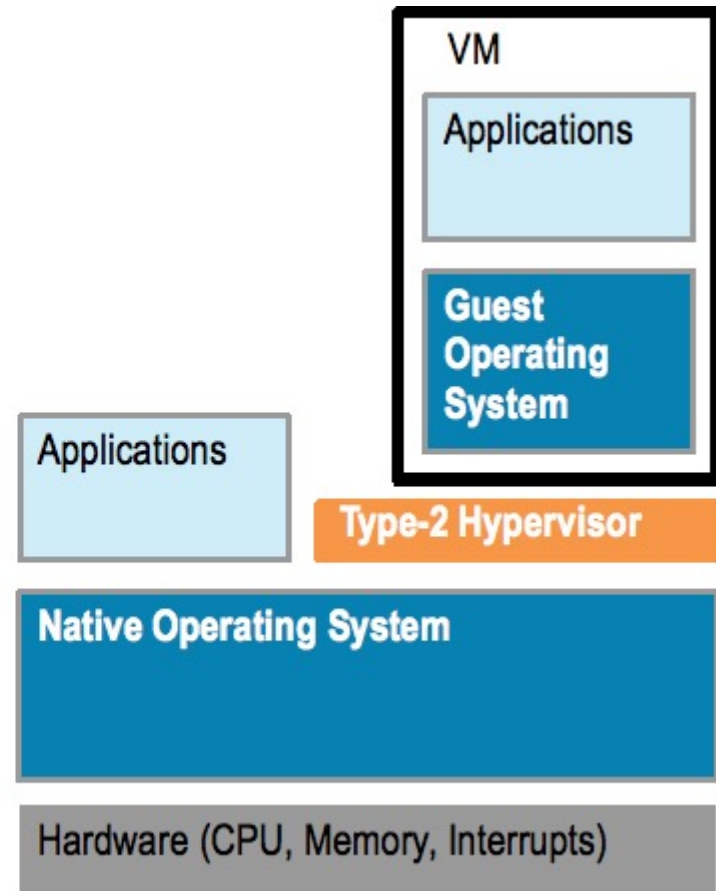 VM
Applications
Guest
Operating
System
Applications
Type-2 Hypervisor
Native Operating System
Hardware (CPU, Memory, Interrupts)